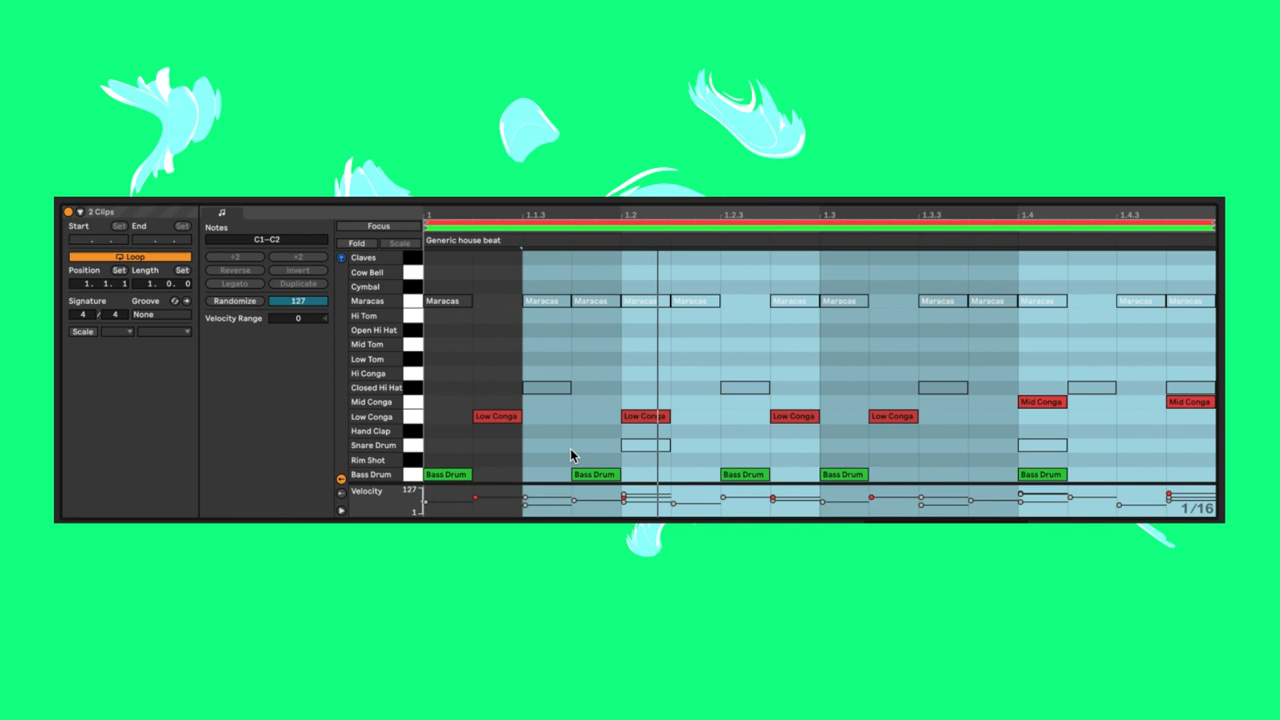 2 Clips
Start Set End Set
Loop
Position Set Length Set
1. 1. 1 1. 0. 0
Signature Groove
4 / 4 None
Scale
Notes
C1–C2
÷2 ×2
Reverse Invert
Legato Duplicate
Randomize 127
Velocity Range 0
Focus
Fold Scale
1 1.1.3 1.2 1.2.3 1.3 1.3.3 1.4 1.4.3
Generic house beat
Claves
Cow Bell
Cymbal
Maracas Maracas Maracas Maracas Maracas Maracas Maracas Maracas Maracas Maracas Maracas Maracas Maracas
Hi Tom
Open Hi Hat
Mid Tom
Low Tom
Hi Conga
Closed Hi Hat
Mid Conga Mid Conga Mid Conga
Low Conga Low Conga Low Conga Low Conga Low Conga
Hand Clap
Snare Drum
Rim Shot
Bass Drum Bass Drum Bass Drum Bass Drum Bass Drum Bass Drum
Velocity 127
1
1/16